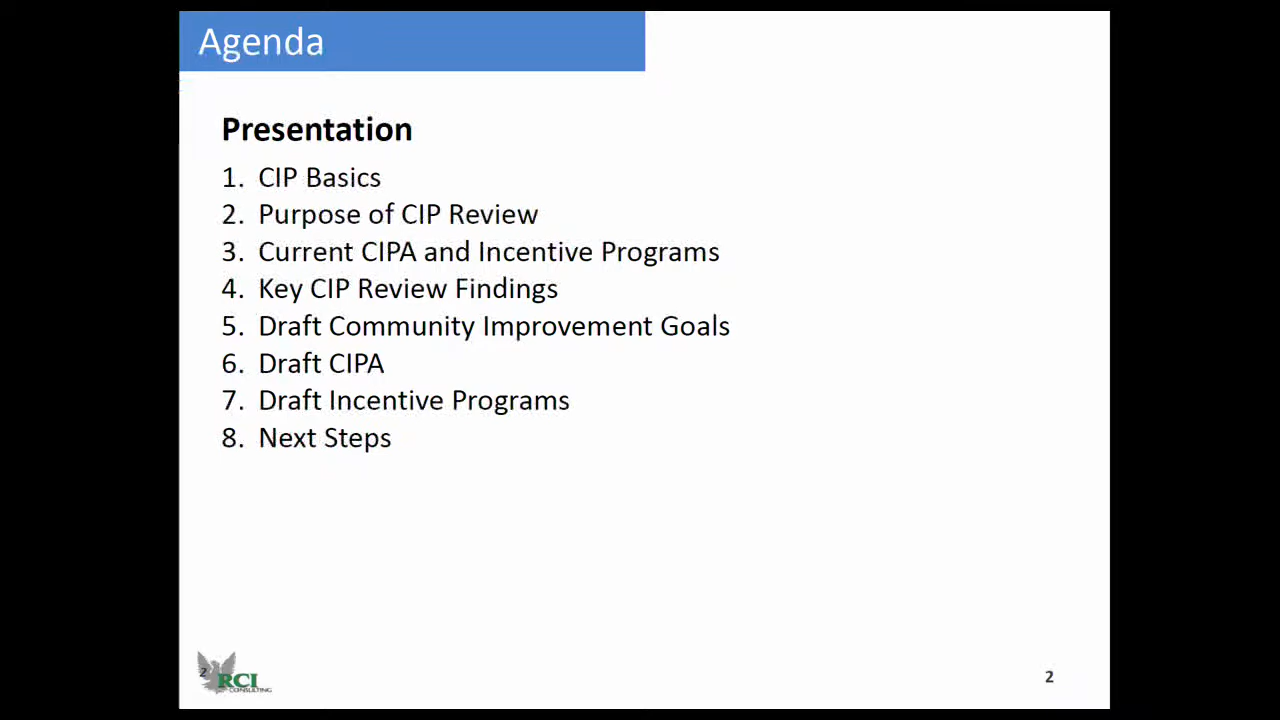 Agenda
Presentation
1. CIP Basics
2. Purpose of CIP Review
3. Current CIPA and Incentive Programs
4. Key CIP Review Findings
5. Draft Community Improvement Goals
6. Draft CIPA
7. Draft Incentive Programs
8. Next Steps
2
RCI
CONSULTING
2